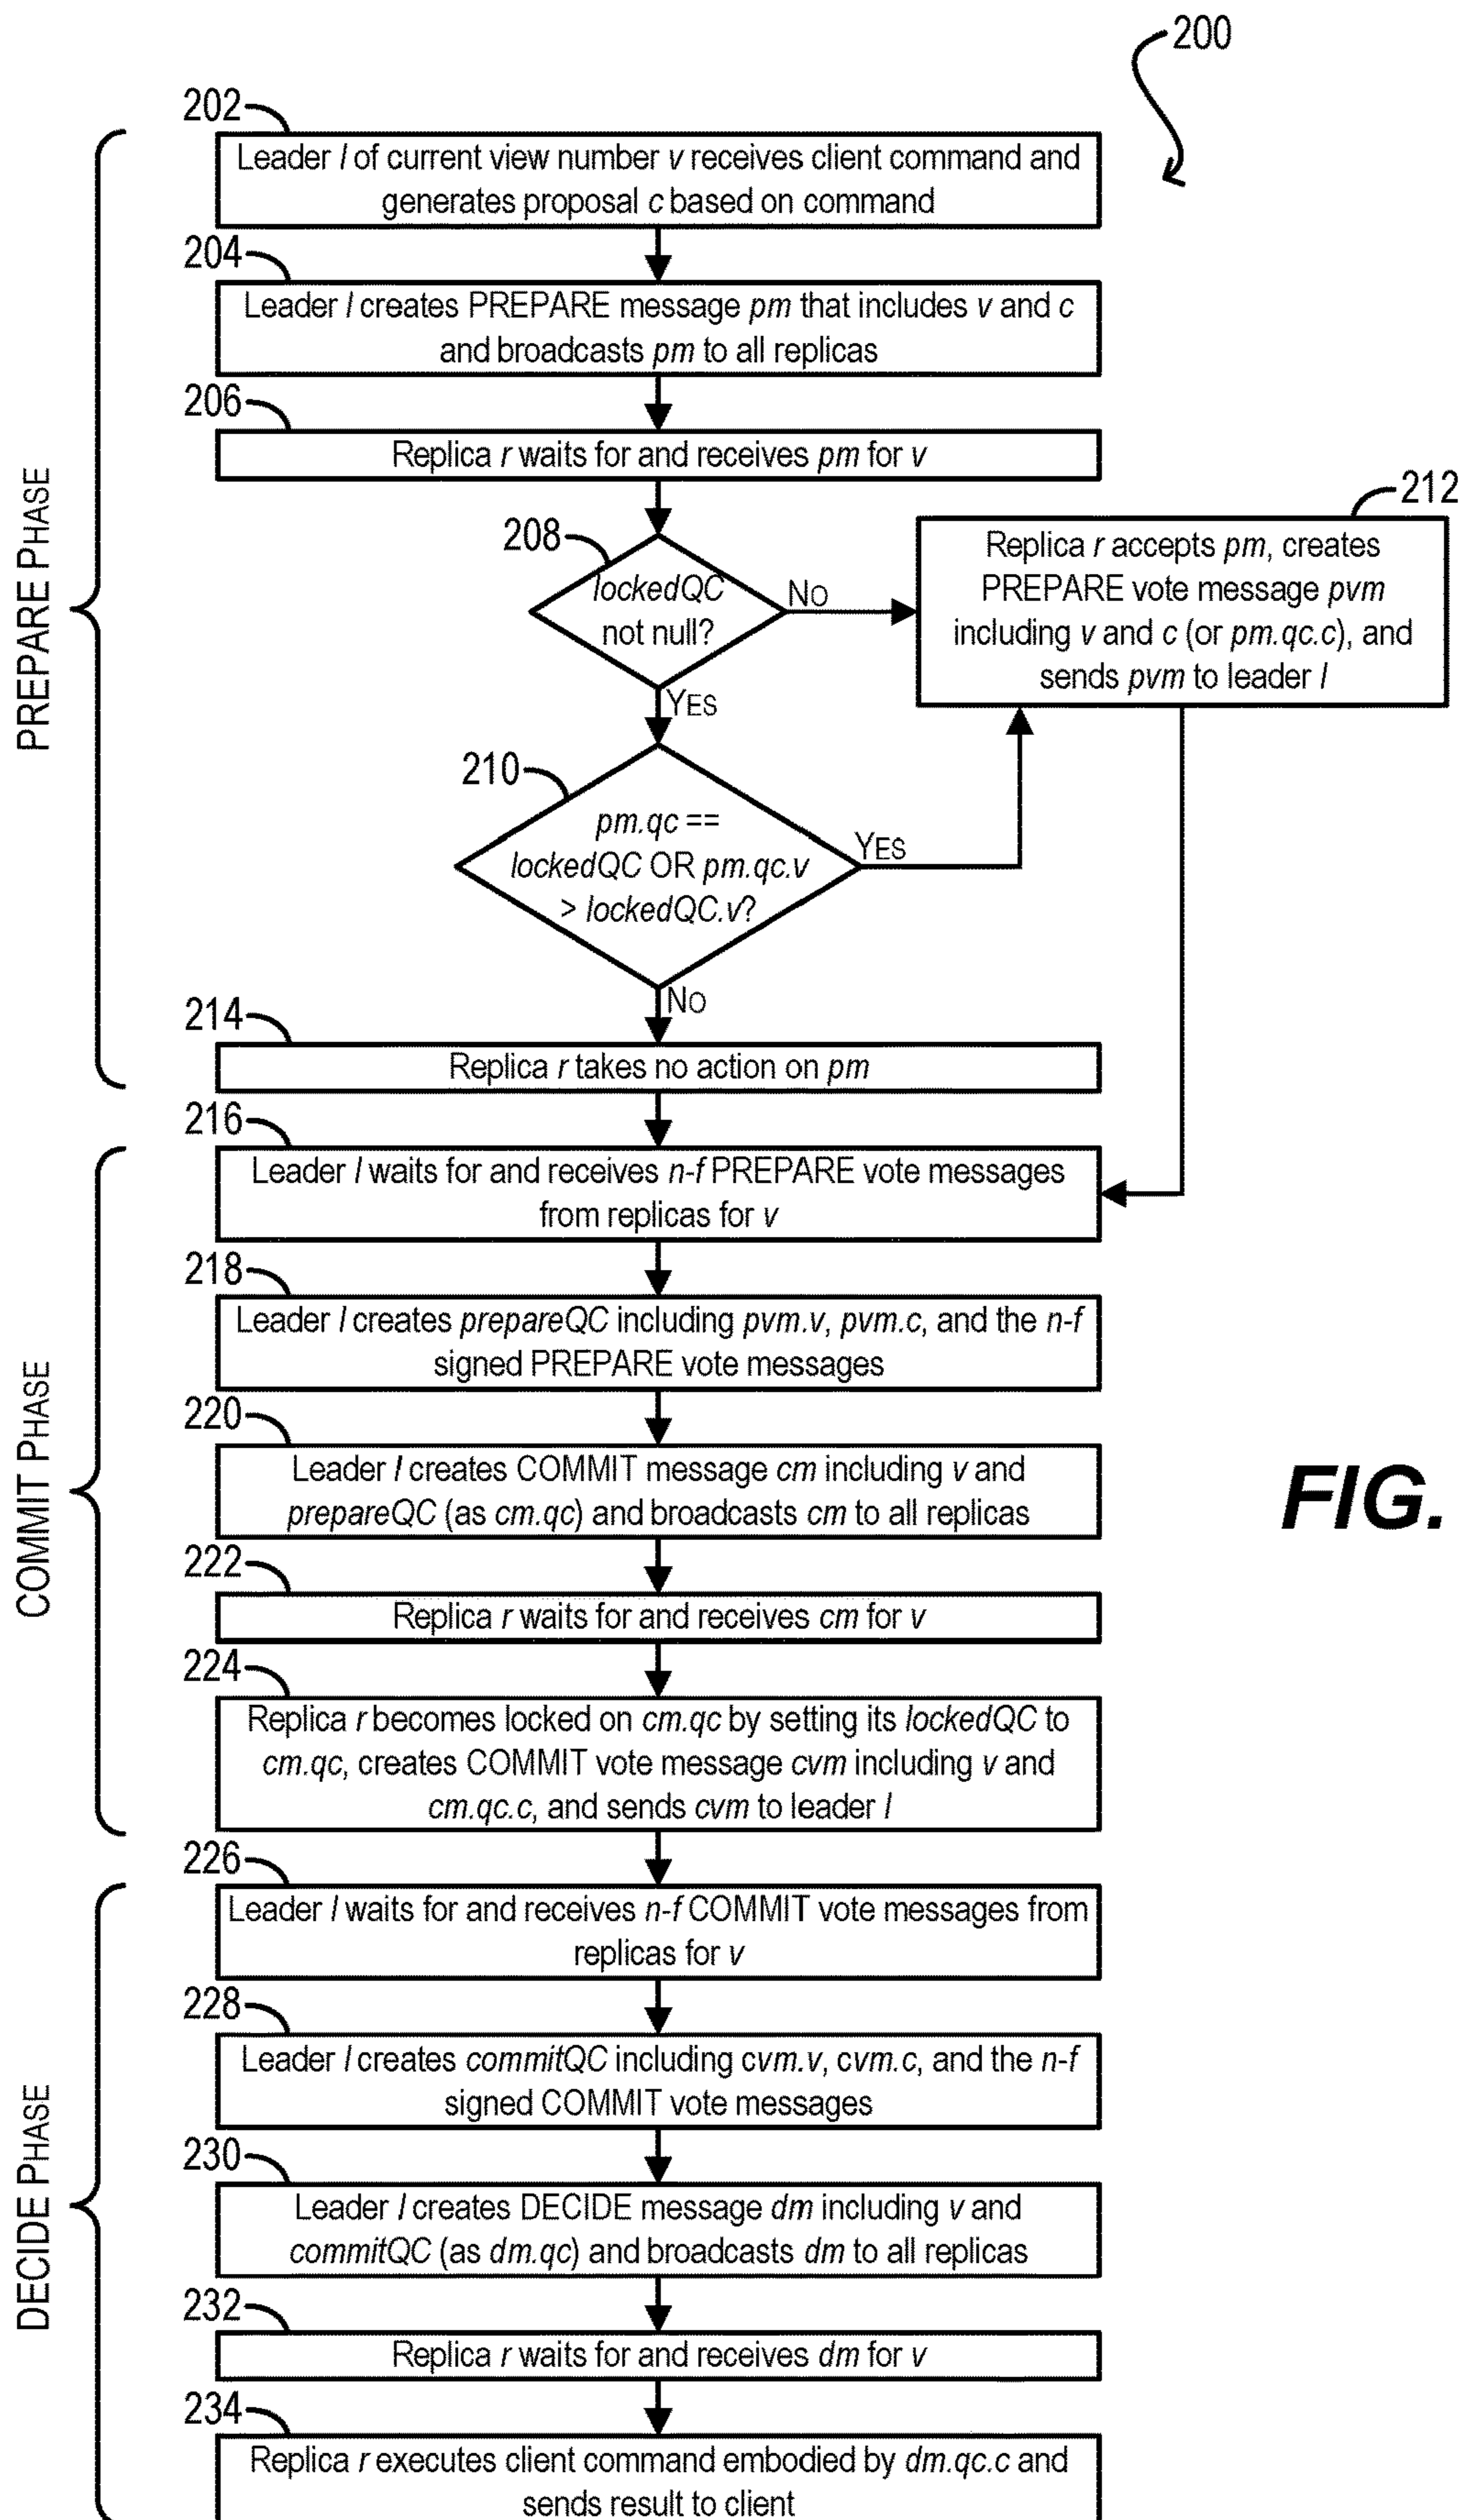 200
202
Leader l of current view number v receives client command and
generates proposal c based on command
204
Leader l creates PREPARE message pm that includes v and c
and broadcasts pm to all replicas
206
Replica r waits for and receives pm for v
PREPARE PHASE
208
lockedQC
not null?
NO
YES
212
Replica r accepts pm, creates
PREPARE vote message pvm
including v and c (or pm.qc.c), and
sends pvm to leader l
210
pm.qc ==
lockedQC OR pm.qc.v
> lockedQC.v?
YES
NO
214
Replica r takes no action on pm
216
Leader l waits for and receives n-f PREPARE vote messages
from replicas for v
218
Leader l creates prepareQC including pvm.v, pvm.c, and the n-f
signed PREPARE vote messages
COMMIT PHASE
220
Leader l creates COMMIT message cm including v and
prepareQC (as cm.qc) and broadcasts cm to all replicas
FIG.
222
Replica r waits for and receives cm for v
224
Replica r becomes locked on cm.qc by setting its lockedQC to
cm.qc, creates COMMIT vote message cvm including v and
cm.qc.c, and sends cvm to leader l
226
Leader l waits for and receives n-f COMMIT vote messages from
replicas for v
228
Leader l creates commitQC including cvm.v, cvm.c, and the n-f
signed COMMIT vote messages
DECIDE PHASE
230
Leader l creates DECIDE message dm including v and
commitQC (as dm.qc) and broadcasts dm to all replicas
232
Replica r waits for and receives dm for v
234
Replica r executes client command embodied by dm.qc.c and
sends result to client